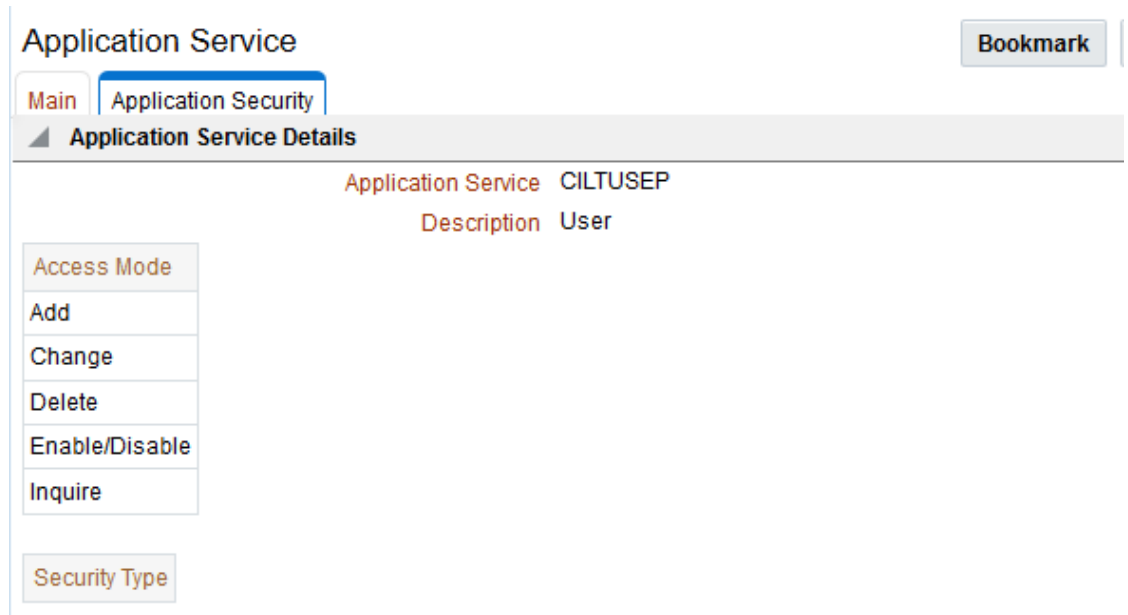 Application Service
Bookmark
Main
Application Security
Application Service Details
Application Service CILTUSEP
Description User
Access Mode
Add
Change
Delete
Enable/Disable
Inquire
Security Type